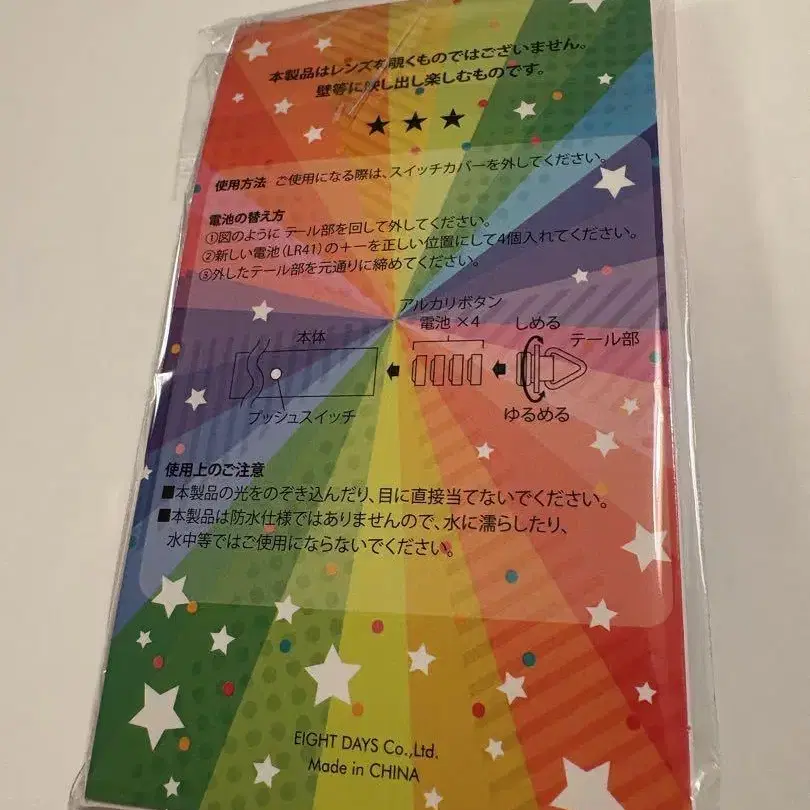 本製品はレンズを覗くものではございません。
壁等に映し出し楽しむものです。
★ ★ ★
使用方法 ご使用になる際は、スイッチカバーを外してください。
電池の替え方
①図のように テール部を回して外してください。
②新しい電池(LR41)の＋－を正しい位置にして4個入れてください。
③外したテール部を元通りに締めてください。
アルカリボタン
電池 ×4
本体
しめる
テール部
プッシュスイッチ
ゆるめる
使用上のご注意
■本製品の光をのぞき込んだり、目に直接当てないでください。
■本製品は防水仕様ではありませんので、水に濡らしたり、
水中等ではご使用にならないでください。
EIGHT DAYS Co.,Ltd.
Made in CHINA